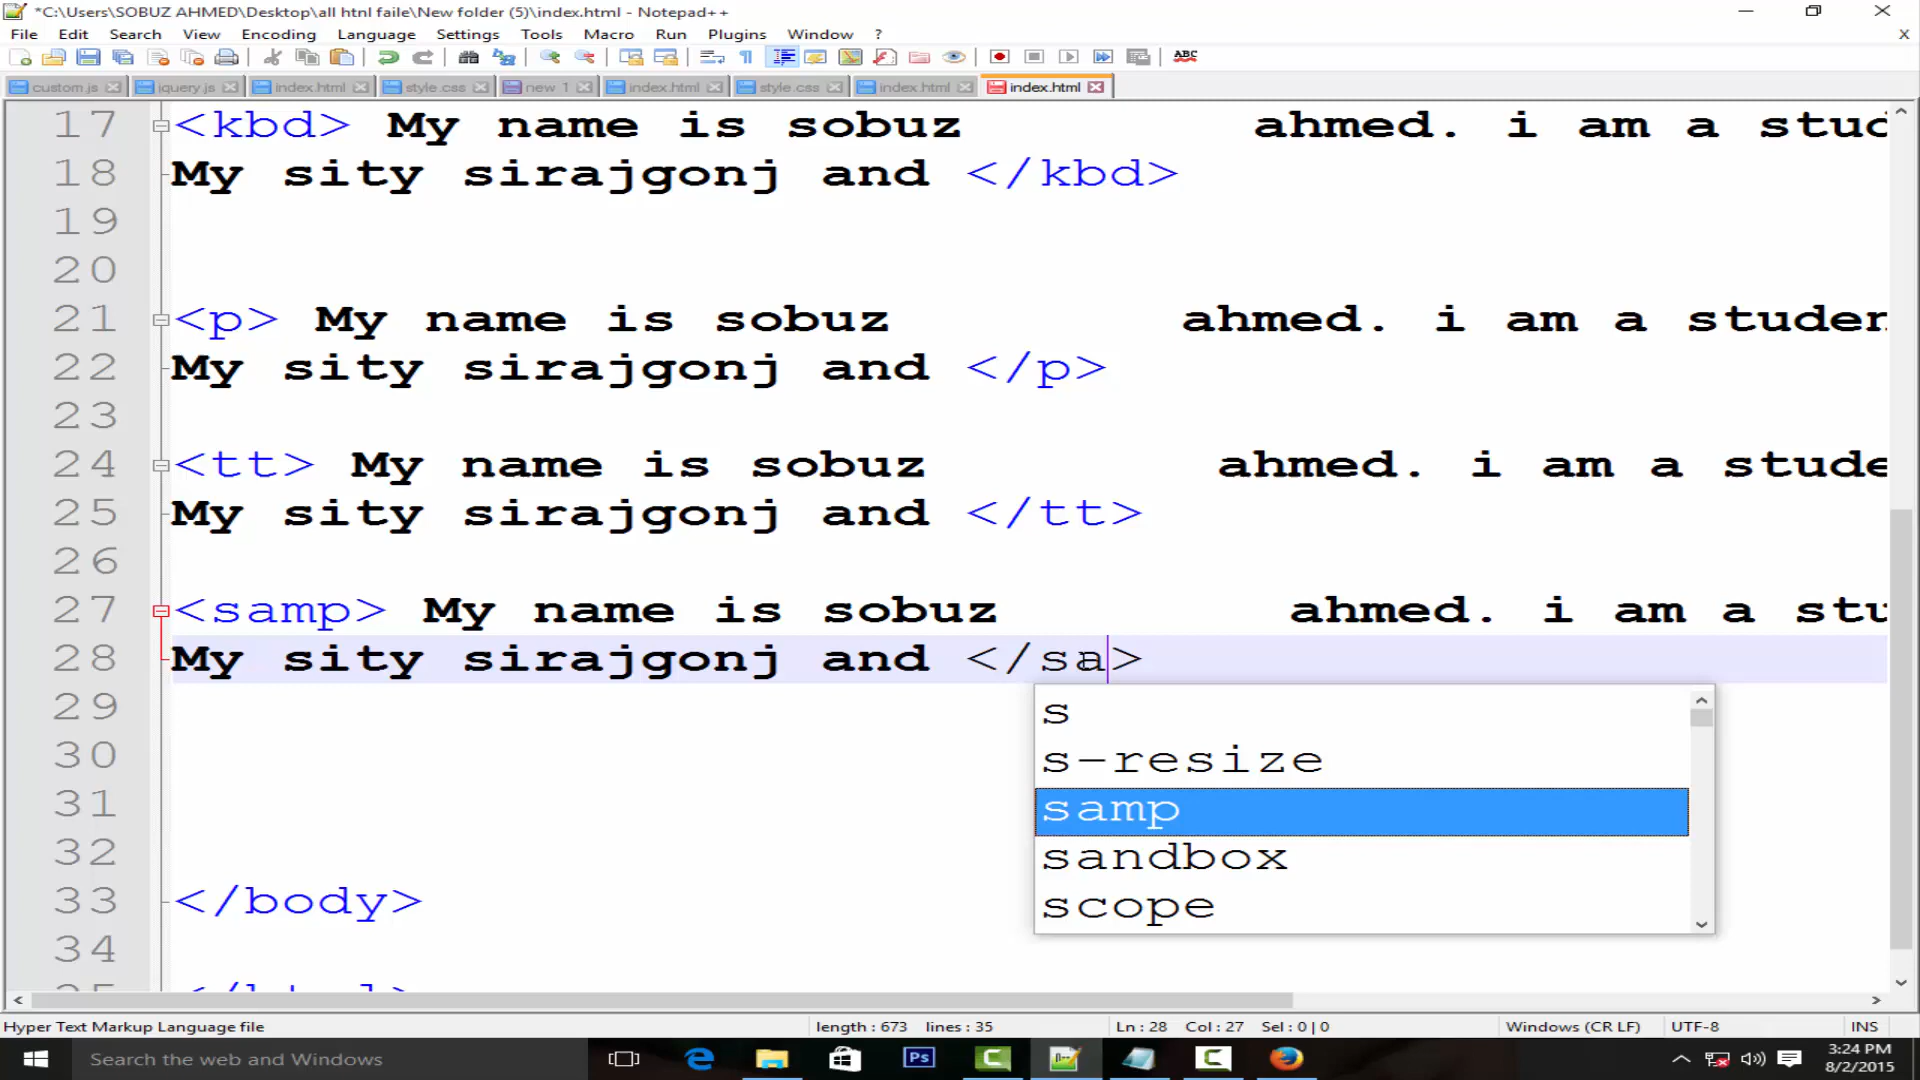 *C:\Users\SOBUZ AHMED\Desktop\all htnl faile\New folder (5)\index.html - Notepad++
File Edit Search View Encoding Language Settings Tools Macro Run Plugins Window ? X
ABC
custom.js jquery.js index.html style.css new 1 index.html style.css index.html index.html
17 <kbd> My name is sobuz ahmed. i am a stud
18 My sity sirajgonj and </kbd>
19
20
21 <p> My name is sobuz ahmed. i am a studen
22 My sity sirajgonj and </p>
23
24 <tt> My name is sobuz ahmed. i am a stude
25 My sity sirajgonj and </tt>
26
27 <samp> My name is sobuz ahmed. i am a stu
28 My sity sirajgonj and </sa>
29
s
30
s-resize
31
samp
32
sandbox
33 </body>
scope
34
Hyper Text Markup Language file length : 673 lines : 35 Ln : 28 Col : 27 Sel : 0 | 0 Windows (CR LF) UTF-8 INS
Search the web and Windows
Ps
3:24 PM
8/2/2015